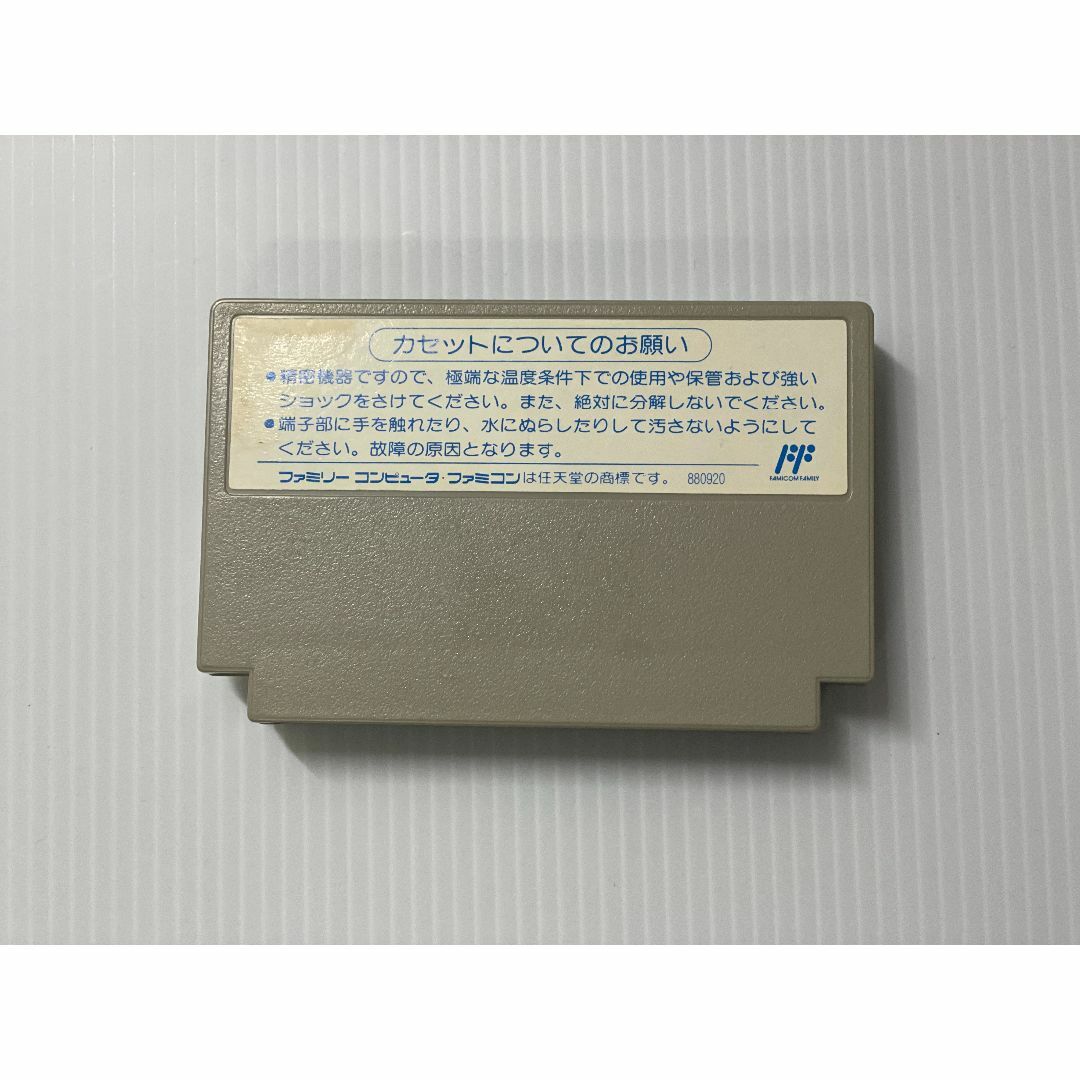 カセットについてのお願い
●精密機器ですので、極端な温度条件下での使用や保管および強い
ショックをさけてください。また、絶対に分解しないでください。
●端子部に手を触れたり、水にぬらしたりして汚さないようにして
ください。故障の原因となります。
ファミリー コンピュータ・ファミコンは任天堂の商標です。 880920
FAMICOM FAMILY